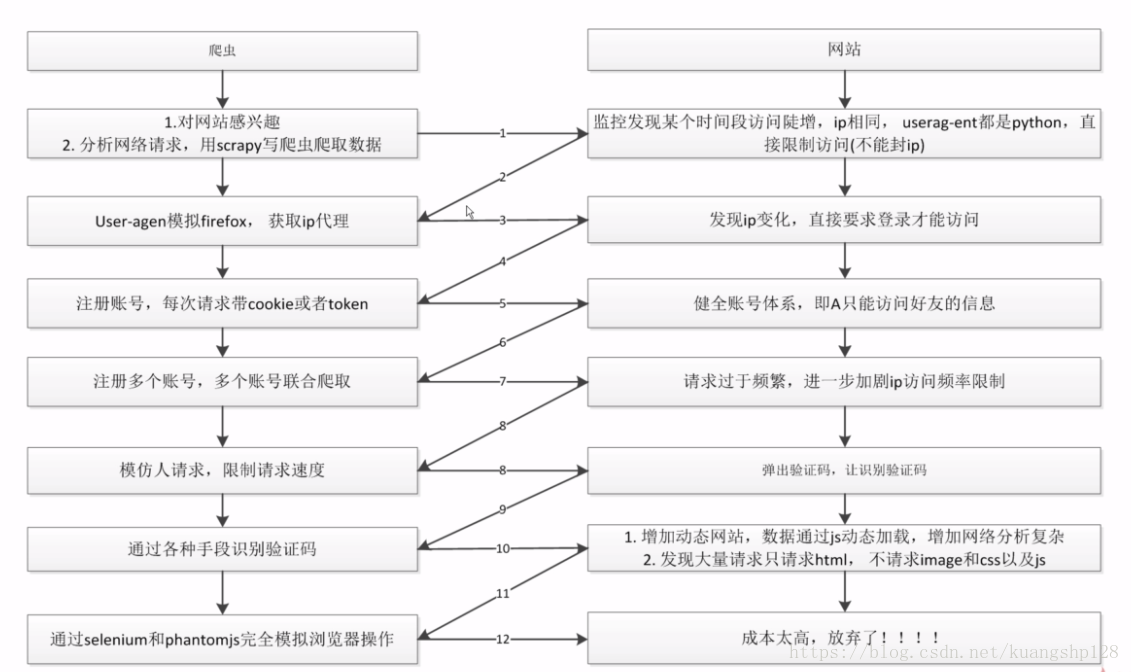 爬虫
网站
1.对网站感兴趣
2. 分析网络请求，用scrapy写爬虫爬取数据
1
监控发现某个时间段访问陡增，ip相同， userag-ent都是python，直
接限制访问(不能封ip)
2
User-agen模拟firefox， 获取ip代理
3
发现ip变化，直接要求登录才能访问
4
注册账号，每次请求带cookie或者token
5
健全账号体系，即A只能访问好友的信息
6
注册多个账号，多个账号联合爬取
7
请求过于频繁，进一步加剧ip访问频率限制
8
模仿人请求，限制请求速度
8
弹出验证码，让识别验证码
9
通过各种手段识别验证码
10
1. 增加动态网站，数据通过js动态加载，增加网络分析复杂
2. 发现大量请求只请求html， 不请求image和css以及js
11
通过selenium和phantomjs完全模拟浏览器操作
12
成本太高，放弃了！！！！
https://blog.csdn.net/kuangshp128